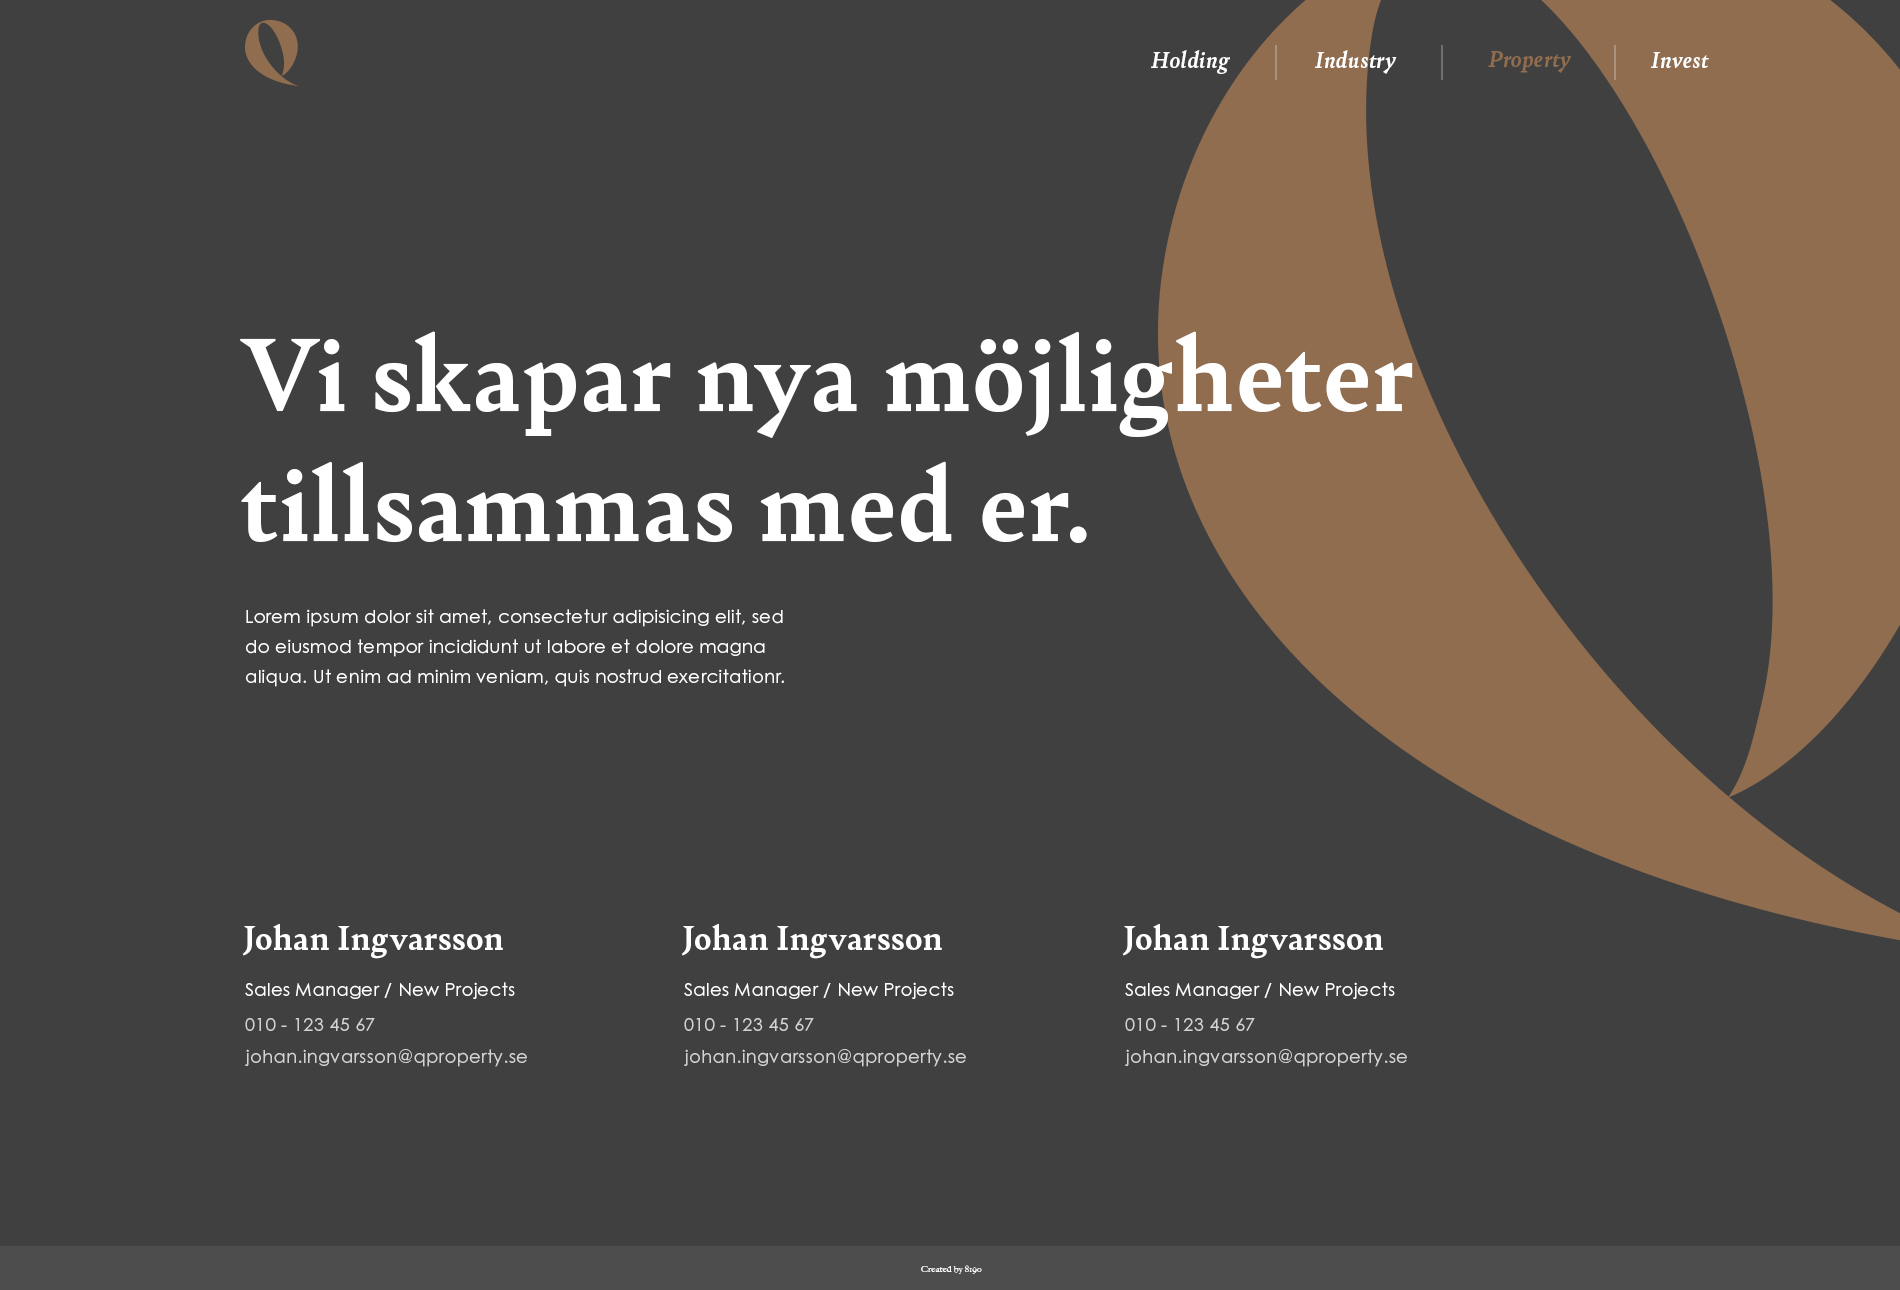 Holding
Industry
Property
Invest
Vi skapar nya möjligheter
tillsammas med er.
Lorem ipsum dolor sit amet, consectetur adipisicing elit, sed
do eiusmod tempor incididunt ut labore et dolore magna
aliqua. Ut enim ad minim veniam, quis nostrud exercitationr.
Johan Ingvarsson
Sales Manager / New Projects
010 - 123 45 67
johan.ingvarsson@qproperty.se
Johan Ingvarsson
Sales Manager / New Projects
010 - 123 45 67
johan.ingvarsson@qproperty.se
Johan Ingvarsson
Sales Manager / New Projects
010 - 123 45 67
johan.ingvarsson@qproperty.se
Created by 8190